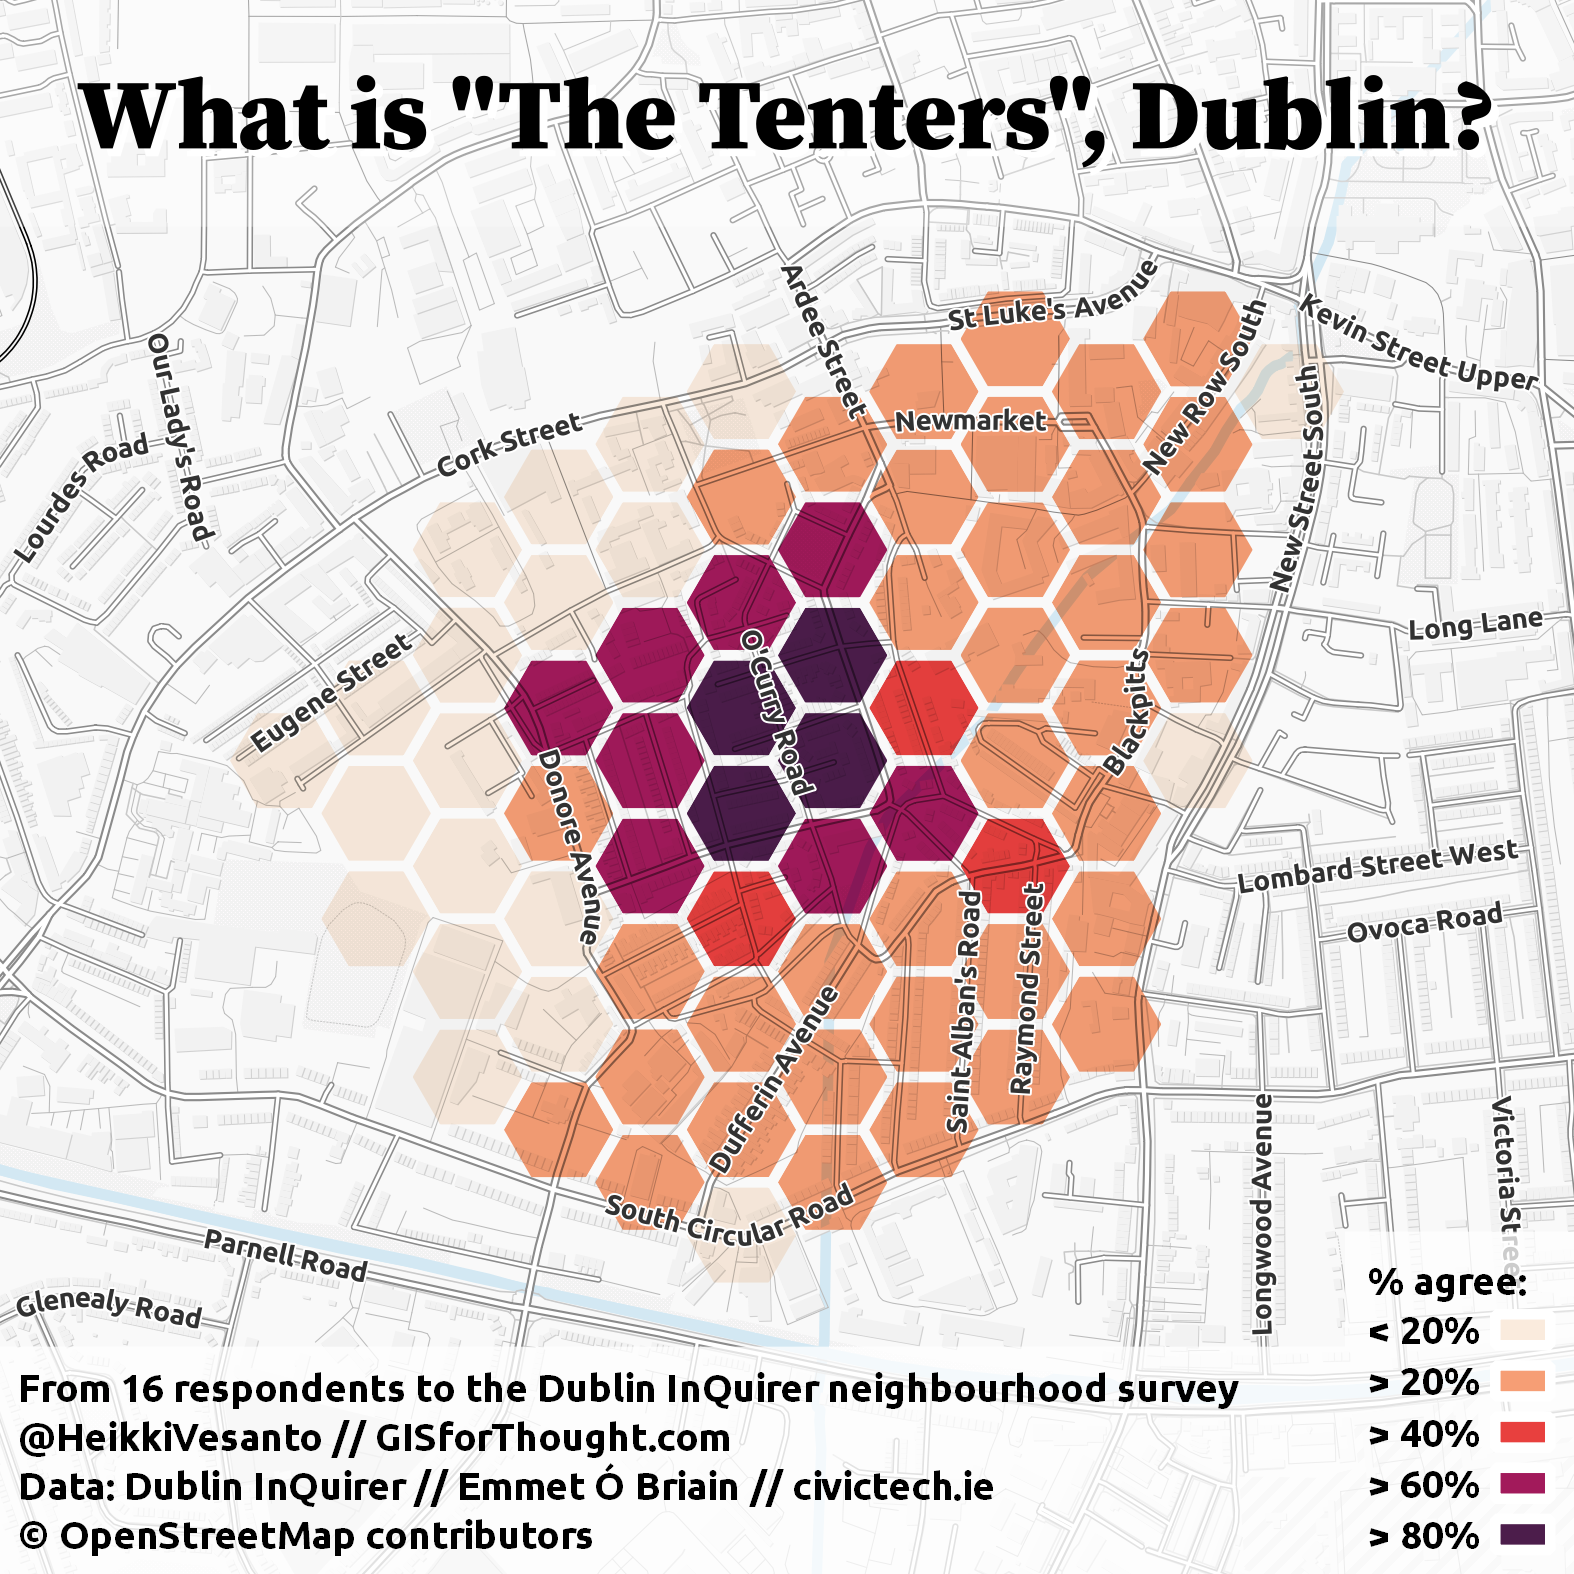 What is "The Tenters", Dublin?
Ardee Street
St Luke's Avenue
New Row South
Kevin Street Upper
Our Lady's Road
Lourdes Road
Cork Street
Newmarket
New Street South
Eugene Street
O'Curry Road
Long Lane
Blackpitts
Donore Avenue
Lombard Street West
Ovoca Road
Saint Alban's Road
Raymond Street
Dufferin Avenue
South Circular Road
Longwood Avenue
Victoria Stree
Parnell Road
Glenealy Road
% agree:
< 20%
> 20%
> 40%
> 60%
> 80%
From 16 respondents to the Dublin InQuirer neighbourhood survey
@HeikkiVesanto // GISforThought.com
Data: Dublin InQuirer // Emmet Ó Briain // civictech.ie
© OpenStreetMap contributors